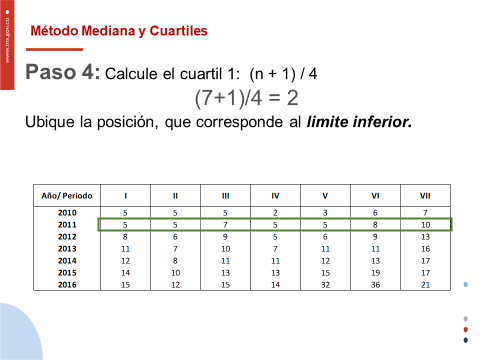 www.ins.gov.co
Método Mediana y Cuartiles
Paso 4: Calcule el cuartil 1: (n + 1) / 4
(7+1)/4 = 2
Ubique la posición, que corresponde al limite inferior.
Año/ Periodo I II III IV V VI VII
2010 5 5 5 2 3 6 7
2011 5 5 7 5 5 8 10
2012 8 6 9 5 6 9 13
2013 11 7 10 7 11 11 16
2014 12 8 11 11 12 13 17
2015 14 10 13 13 15 19 17
2016 15 12 15 14 32 36 21